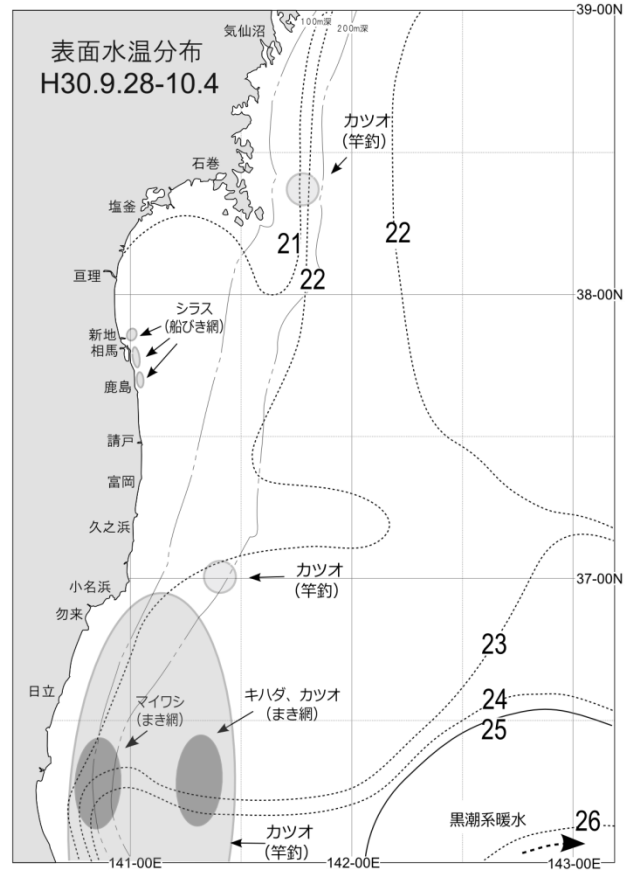 39-00N
気仙沼
100m深
200m深
表面水温分布
H30.9.28-10.4
カツオ
（竿釣）
石巻
塩釜
21
22
22
亘理
38-00N
シラス
（船びき網）
新地
相馬
鹿島
請戸
富岡
久之浜
カツオ
（竿釣）
37-00N
小名浜
勿来
23
日立
マイワシ
（まき網）
キハダ、カツオ
（まき網）
24
25
黒潮系暖水
26
カツオ
（竿釣）
141-00E
142-00E
143-00E